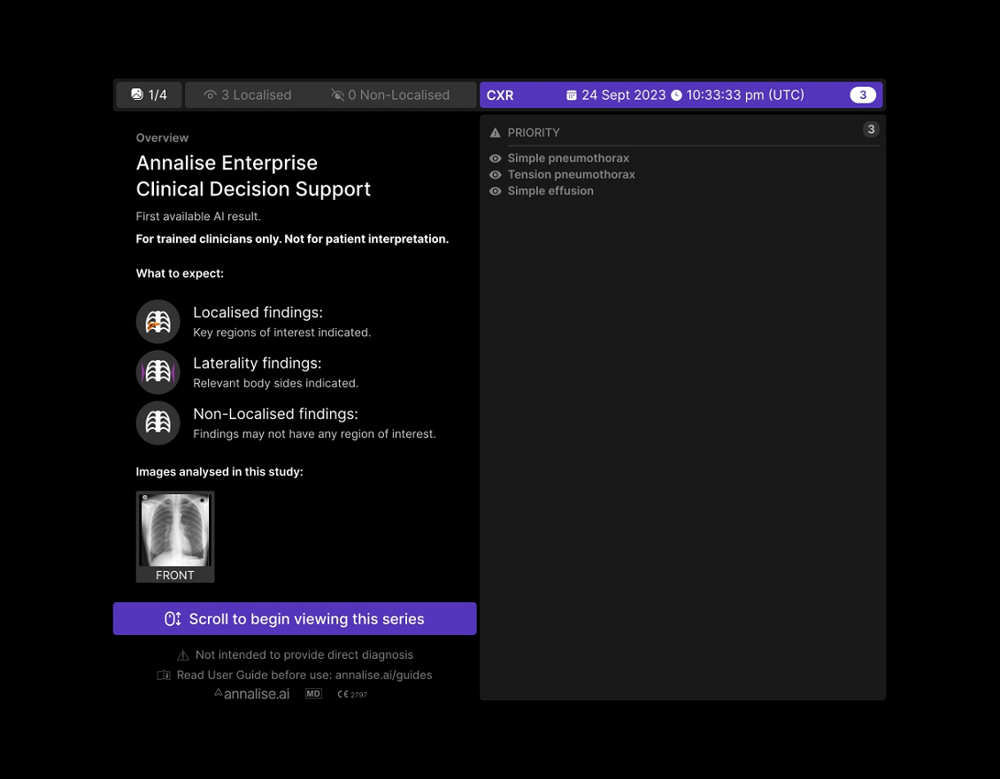 1/4
3 Localised
0 Non-Localised
CXR
24 Sept 2023
10:33:33 pm (UTC)
3
Overview
Annalise Enterprise
Clinical Decision Support
First available AI result.
For trained clinicians only. Not for patient interpretation.
What to expect:
Localised findings:
Key regions of interest indicated.
Laterality findings:
Relevant body sides indicated.
Non-Localised findings:
Findings may not have any region of interest.
Images analysed in this study:
FRONT
Scroll to begin viewing this series
Not intended to provide direct diagnosis
Read User Guide before use: annalise.ai/guides
annalise.ai MD CE 2797
PRIORITY
3
Simple pneumothorax
Tension pneumothorax
Simple effusion